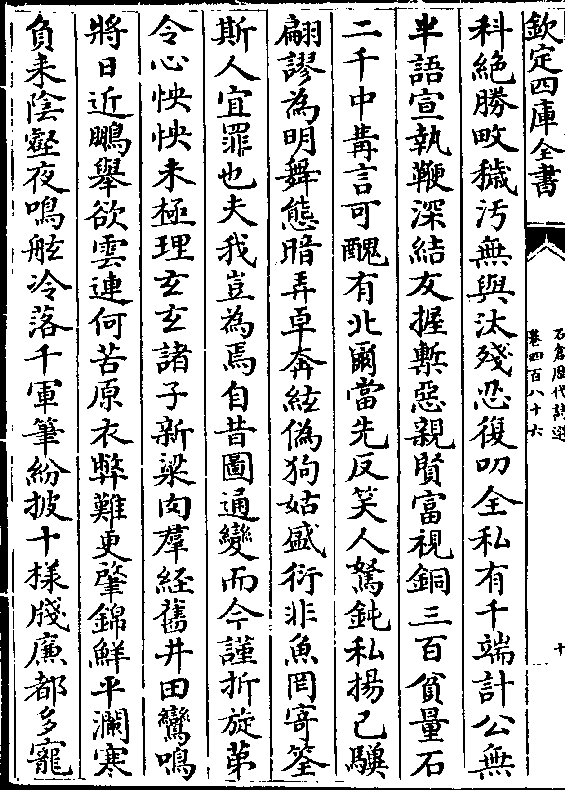 欽定四庫全書
石倉歷代詩選
卷四百八十六
十
科絶勝畋穢汚無與汰殘忍復叨全私有千端計公無
半語宣執鞭深結友握槧惡親賢富視銅三百貧量石
二千中冓言可醜有北爾當先反笑人駑鈍私揚己驥
翩謬為明舞態暗弄卓奔絃偽狗姑盛衍非魚罔寄筌
斯人宜罪也夫我豈為焉自昔圖通變而今謹折旋弟
令心怏怏未極理玄玄諸子新梁肉羣經舊井田鸞鳴
將日近鵬舉欲雲連何苦原衣弊難更肇錦鮮平瀾寒
負耒陰壑夜鳴舷冷落千軍筆紛披十樣牋廉都多寵